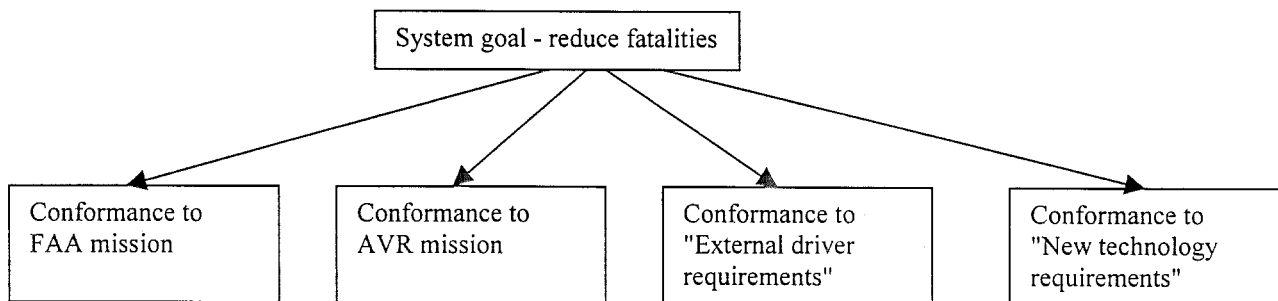 System goal - reduce fatalities
Conformance to
FAA mission
Conformance to
AVR mission
Conformance to
"External driver
requirements"
Conformance to
"New technology
requirements"